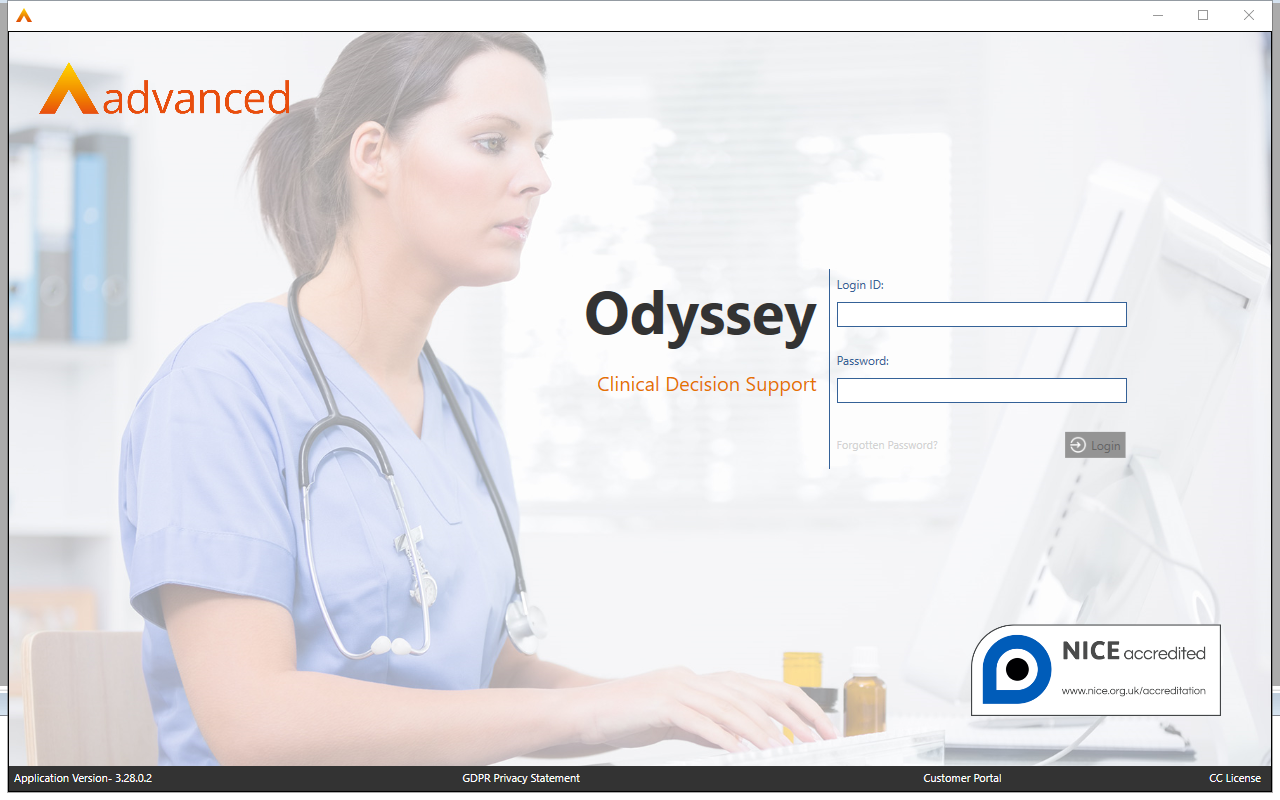 advanced
Odyssey
Clinical Decision Support
Login ID:
Password:
Forgotten Password?
Login
NICE accredited
www.nice.org.uk/accreditation
Application Version- 3.28.0.2
GDPR Privacy Statement
Customer Portal
CC License